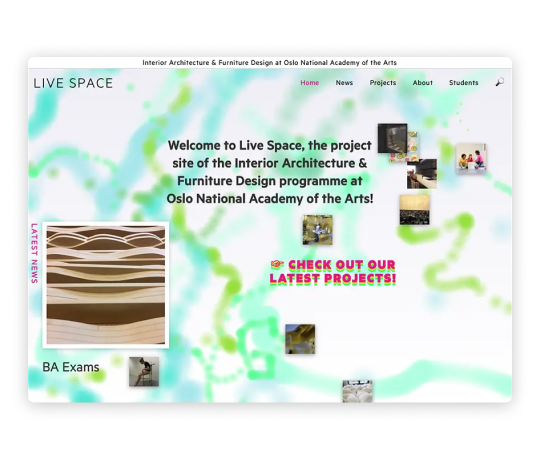 Interior Architecture & Furniture Design at Oslo National Academy of the Arts
LIVE SPACE
Home News Projects About Students
Welcome to Live Space, the project
site of the Interior Architecture &
Furniture Design programme at
Oslo National Academy of the Arts!
LATEST NEWS
👉 CHECK OUT OUR
LATEST PROJECTS!
BA Exams